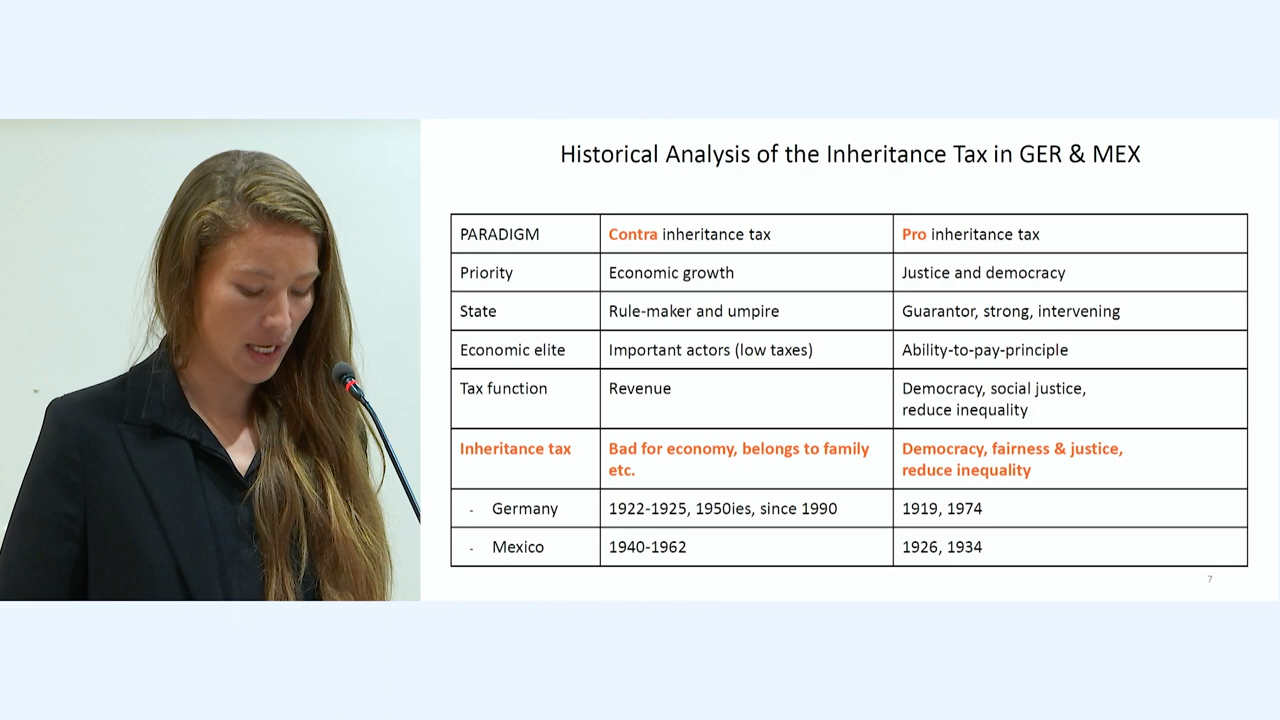 Historical Analysis of the Inheritance Tax in GER & MEX
PARADIGM
Contra inheritance tax
Pro inheritance tax
Priority
Economic growth
Justice and democracy
State
Rule-maker and umpire
Guarantor, strong, intervening
Economic elite
Important actors (low taxes)
Ability-to-pay-principle
Tax function
Revenue
Democracy, social justice,
reduce inequality
Inheritance tax
Bad for economy, belongs to family
etc.
Democracy, fairness & justice,
reduce inequality
- Germany
1922-1925, 1950ies, since 1990
1919, 1974
- Mexico
1940-1962
1926, 1934
7